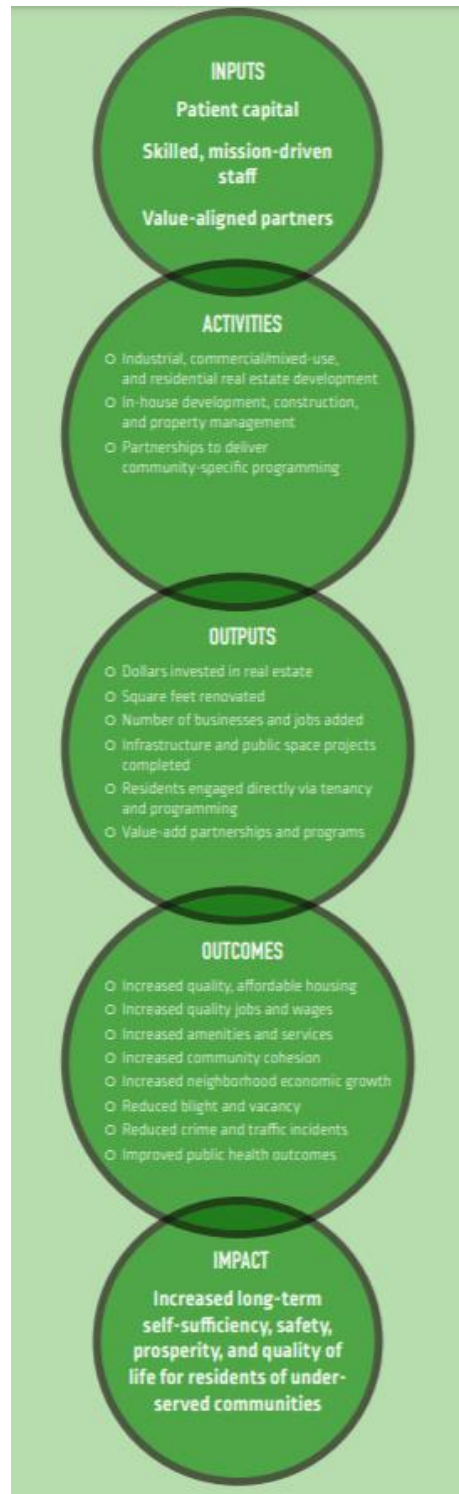 INPUTS
Patient capital
Skilled, mission-driven
staff
Value-aligned partners
ACTIVITIES
Industrial, commercial/mixed-use,
and residential real estate development
In-house development, construction,
and property management
Partnerships to deliver
community-specific programming
OUTPUTS
Dollars invested in real estate
Square feet renovated
Number of businesses and jobs added
Infrastructure and public space projects
completed
Residents engaged directly via tenancy
and programming
Value-add partnerships and programs
OUTCOMES
Increased quality, affordable housing
Increased quality jobs and wages
Increased amenities and services
Increased community cohesion
Increased neighborhood economic growth
Reduced blight and vacancy
Reduced crime and traffic incidents
Improved public health outcomes
IMPACT
Increased long-term
self-sufficiency, safety,
prosperity, and quality of
life for residents of under-
served communities